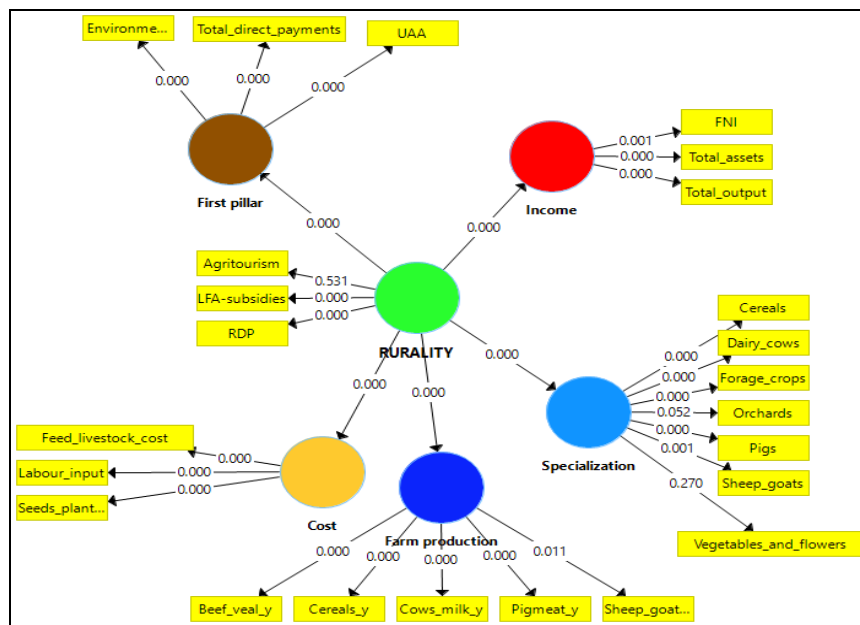 Environme...
Total_direct_payments
UAA
0.000
0.000
0.000
First pillar
FNI
Total_assets
Total_output
0.001
0.000
0.000
Income
0.000
0.000
Agritourism
LFA-subsidies
RDP
0.531
0.000
0.000
RURALITY
0.000
0.000
0.000
Cereals
Dairy_cows
Forage_crops
Orchards
Pigs
Sheep_goats
Vegetables_and_flowers
0.000
0.000
0.000
0.052
0.000
0.001
0.270
Specialization
Feed_livestock_cost
Labour_input
Seeds_plant...
0.000
0.000
0.000
Cost
Farm production
0.000
0.000
0.000
0.000
0.011
Beef_veal_y
Cereals_y
Cows_milk_y
Pigmeat_y
Sheep_goat...